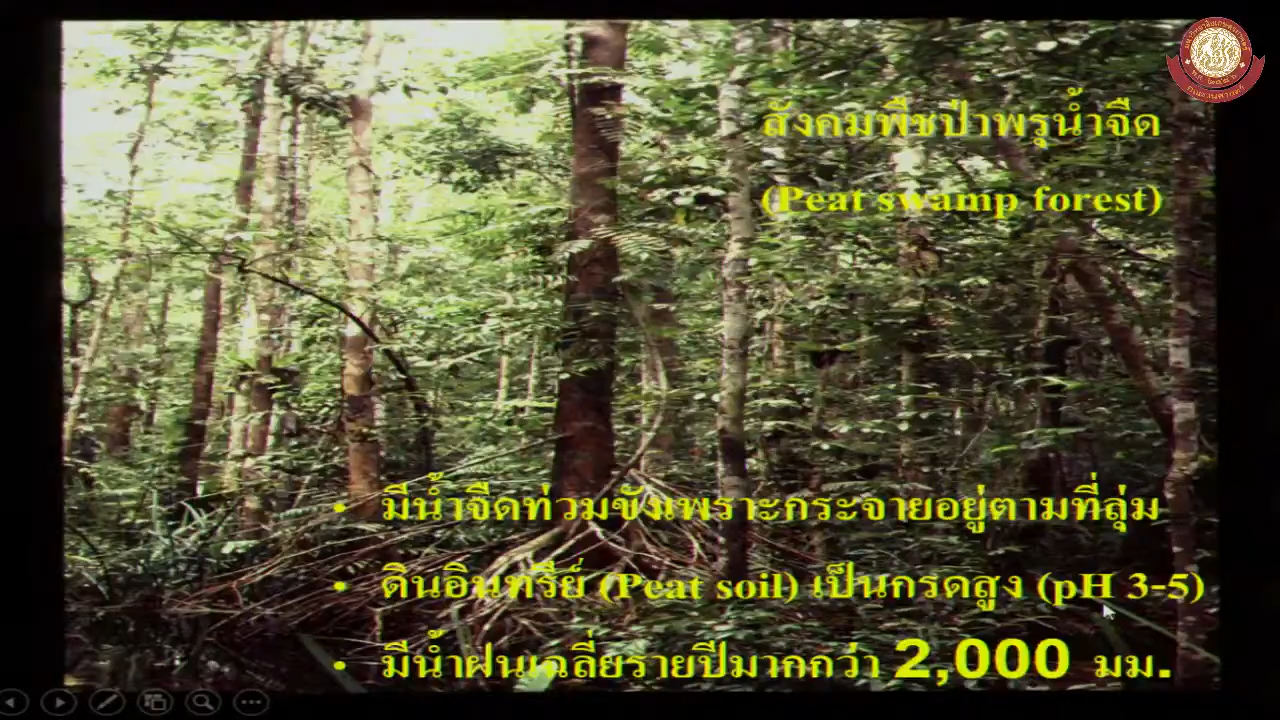 สังคมพืชป่าพรุน้ำจืด
(Peat swamp forest)
• มีน้ำจืดท่วมขังเพราะกระจายอยู่ตามที่ลุ่ม
• ดินอินทรีย์ (Peat soil) เป็นกรดสูง (pH 3-5)
• มีน้ำฝนเฉลี่ยรายปีมากกว่า 2,000 มม.